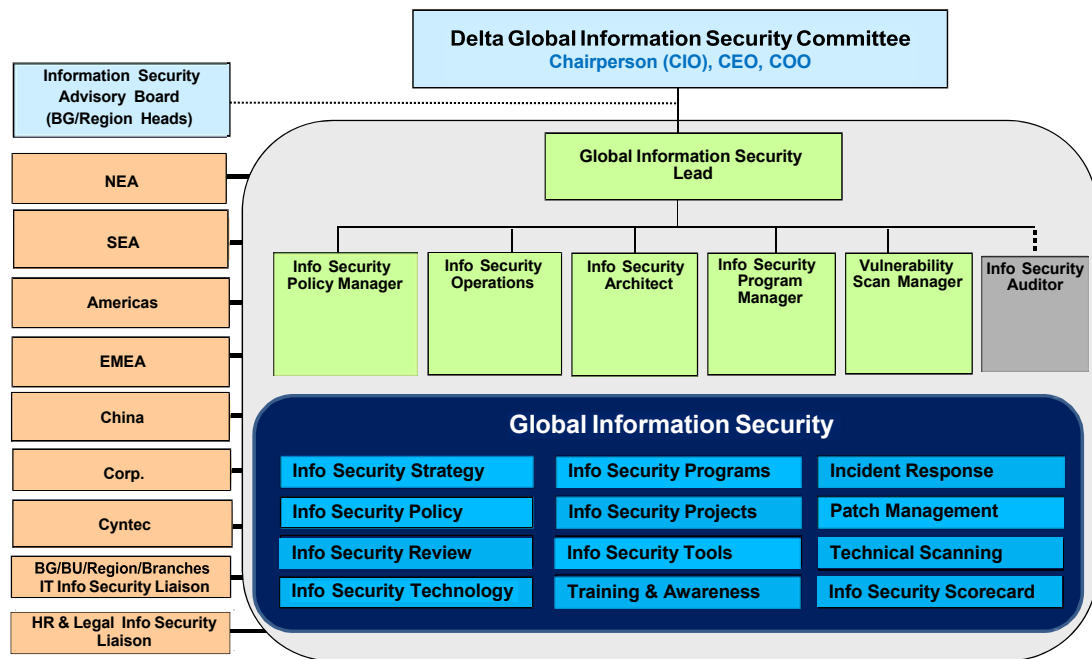 Delta Global Information Security Committee
Chairperson (CIO), CEO, COO
Information Security
Advisory Board
(BG/Region Heads)
Global Information Security
Lead
NEA
SEA
Americas
EMEA
China
Corp.
Cyntec
BG/BU/Region/Branches
IT Info Security Liaison
HR & Legal Info Security
Liaison
Info Security
Policy Manager
Info Security
Operations
Info Security
Architect
Info Security
Program
Manager
Vulnerability
Scan Manager
Info Security
Auditor
Global Information Security
Info Security Strategy
Info Security Policy
Info Security Review
Info Security Technology
Info Security Programs
Info Security Projects
Info Security Tools
Training & Awareness
Incident Response
Patch Management
Technical Scanning
Info Security Scorecard